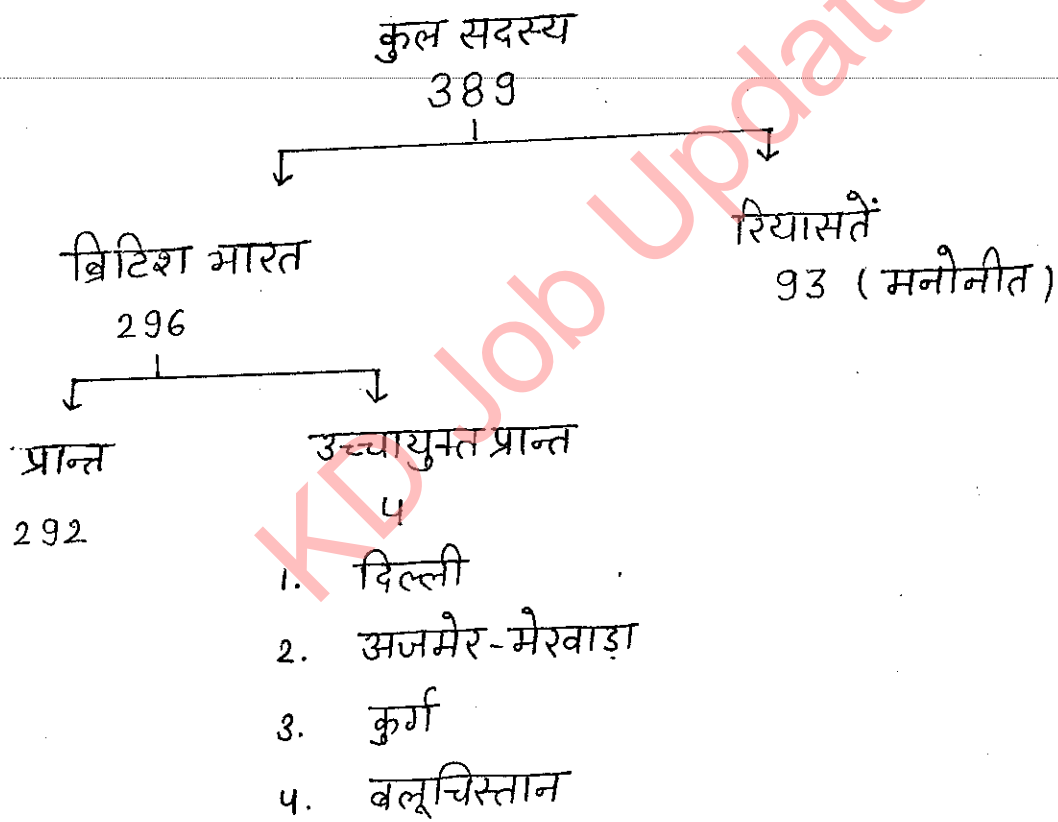 कुल सदस्य
389
ब्रिटिश भारत
रियासतें
296
93 (मनोनीत)
प्रान्त
उच्चायुक्त प्रान्त
292
4
1. दिल्ली
2. अजमेर-मेरवाड़ा
3. कुर्ग
4. बलूचिस्तान
KD Job Update